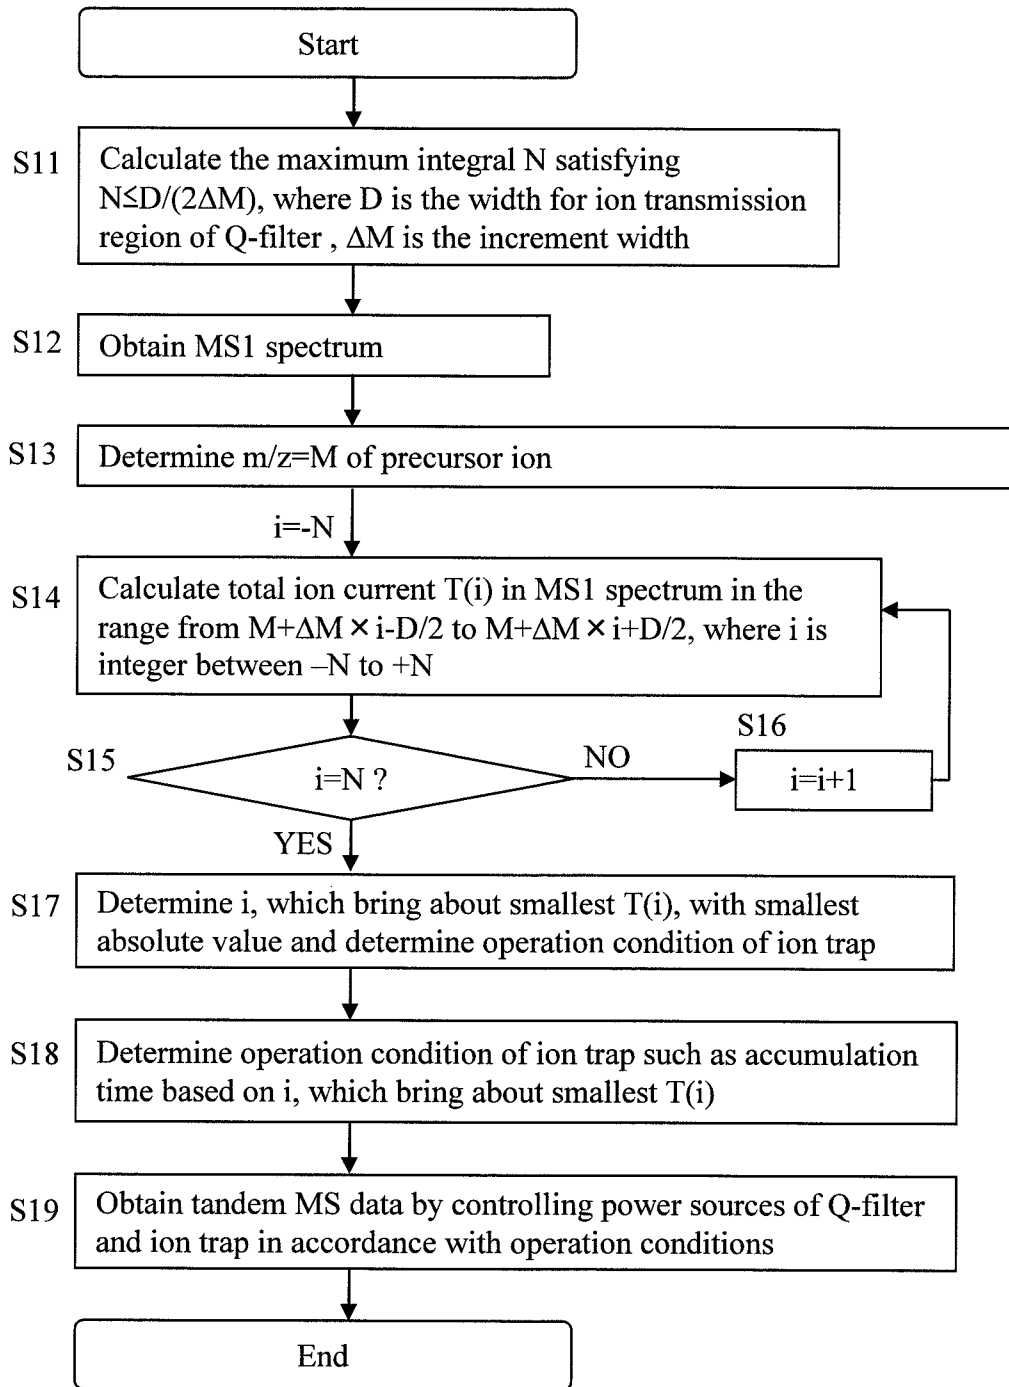 Start
S11
Calculate the maximum integral N satisfying
N≤D/(2ΔM), where D is the width for ion transmission
region of Q-filter , ΔM is the increment width
S12
Obtain MS1 spectrum
S13
Determine m/z=M of precursor ion
i=-N
S14
Calculate total ion current T(i) in MS1 spectrum in the
range from M+ΔM × i-D/2 to M+ΔM × i+D/2, where i is
integer between –N to +N
S15
i=N ?
NO
S16
i=i+1
YES
S17
Determine i, which bring about smallest T(i), with smallest
absolute value and determine operation condition of ion trap
S18
Determine operation condition of ion trap such as accumulation
time based on i, which bring about smallest T(i)
S19
Obtain tandem MS data by controlling power sources of Q-filter
and ion trap in accordance with operation conditions
End